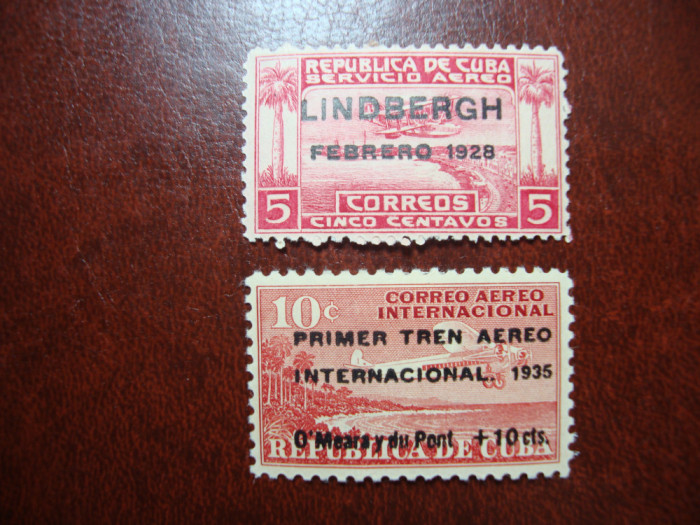 REPUBLICA DE CUBA
SERVICIO AEREO
LINDBERGH
FEBRERO 1928
CORREOS
5 CINCO CENTAVOS 5
10¢ CORREO AEREO
INTERNACIONAL
PRIMER TREN AEREO
INTERNACIONAL. 1935
O'Meara y du Pont + 10 cts.
REPUBLICA DE CUBA